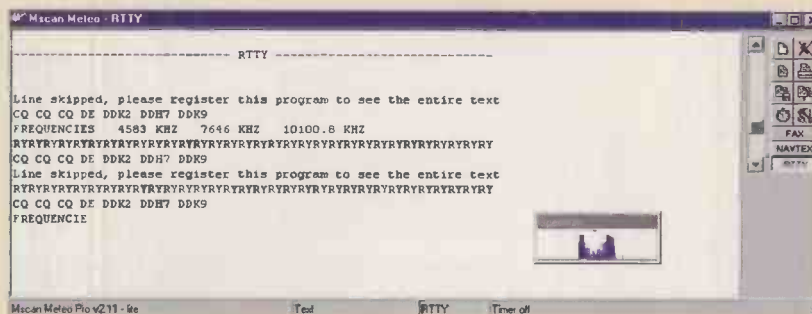 Mscan Meteo - RTTY
---------------------------- RTTY ----------------------------
Line skipped, please register this program to see the entire text
CQ CQ CQ DE DDK2 DDH7 DDK9
FREQUENCIES 4583 KHZ 7646 KHZ 10100.8 KHZ
RYRYRYRYRYRYRYRYRYRYRYRYRYRYRYRYRYRYRYRYRYRYRYRYRYRYRYRYRYRYRYRY
CQ CQ CQ DE DDK2 DDH7 DDK9
Line skipped, please register this program to see the entire text
RYRYRYRYRYRYRYRYRYRYRYRYRYRYRYRYRYRYRYRYRYRYRYRYRYRYRYRYRYRYRYRY
CQ CQ CQ DE DDK2 DDH7 DDK9
FREQUENCIE
FAX
NAVTEX
RTTY
Mscan Meteo Pro v2.11 - lite Text RTTY Timer off